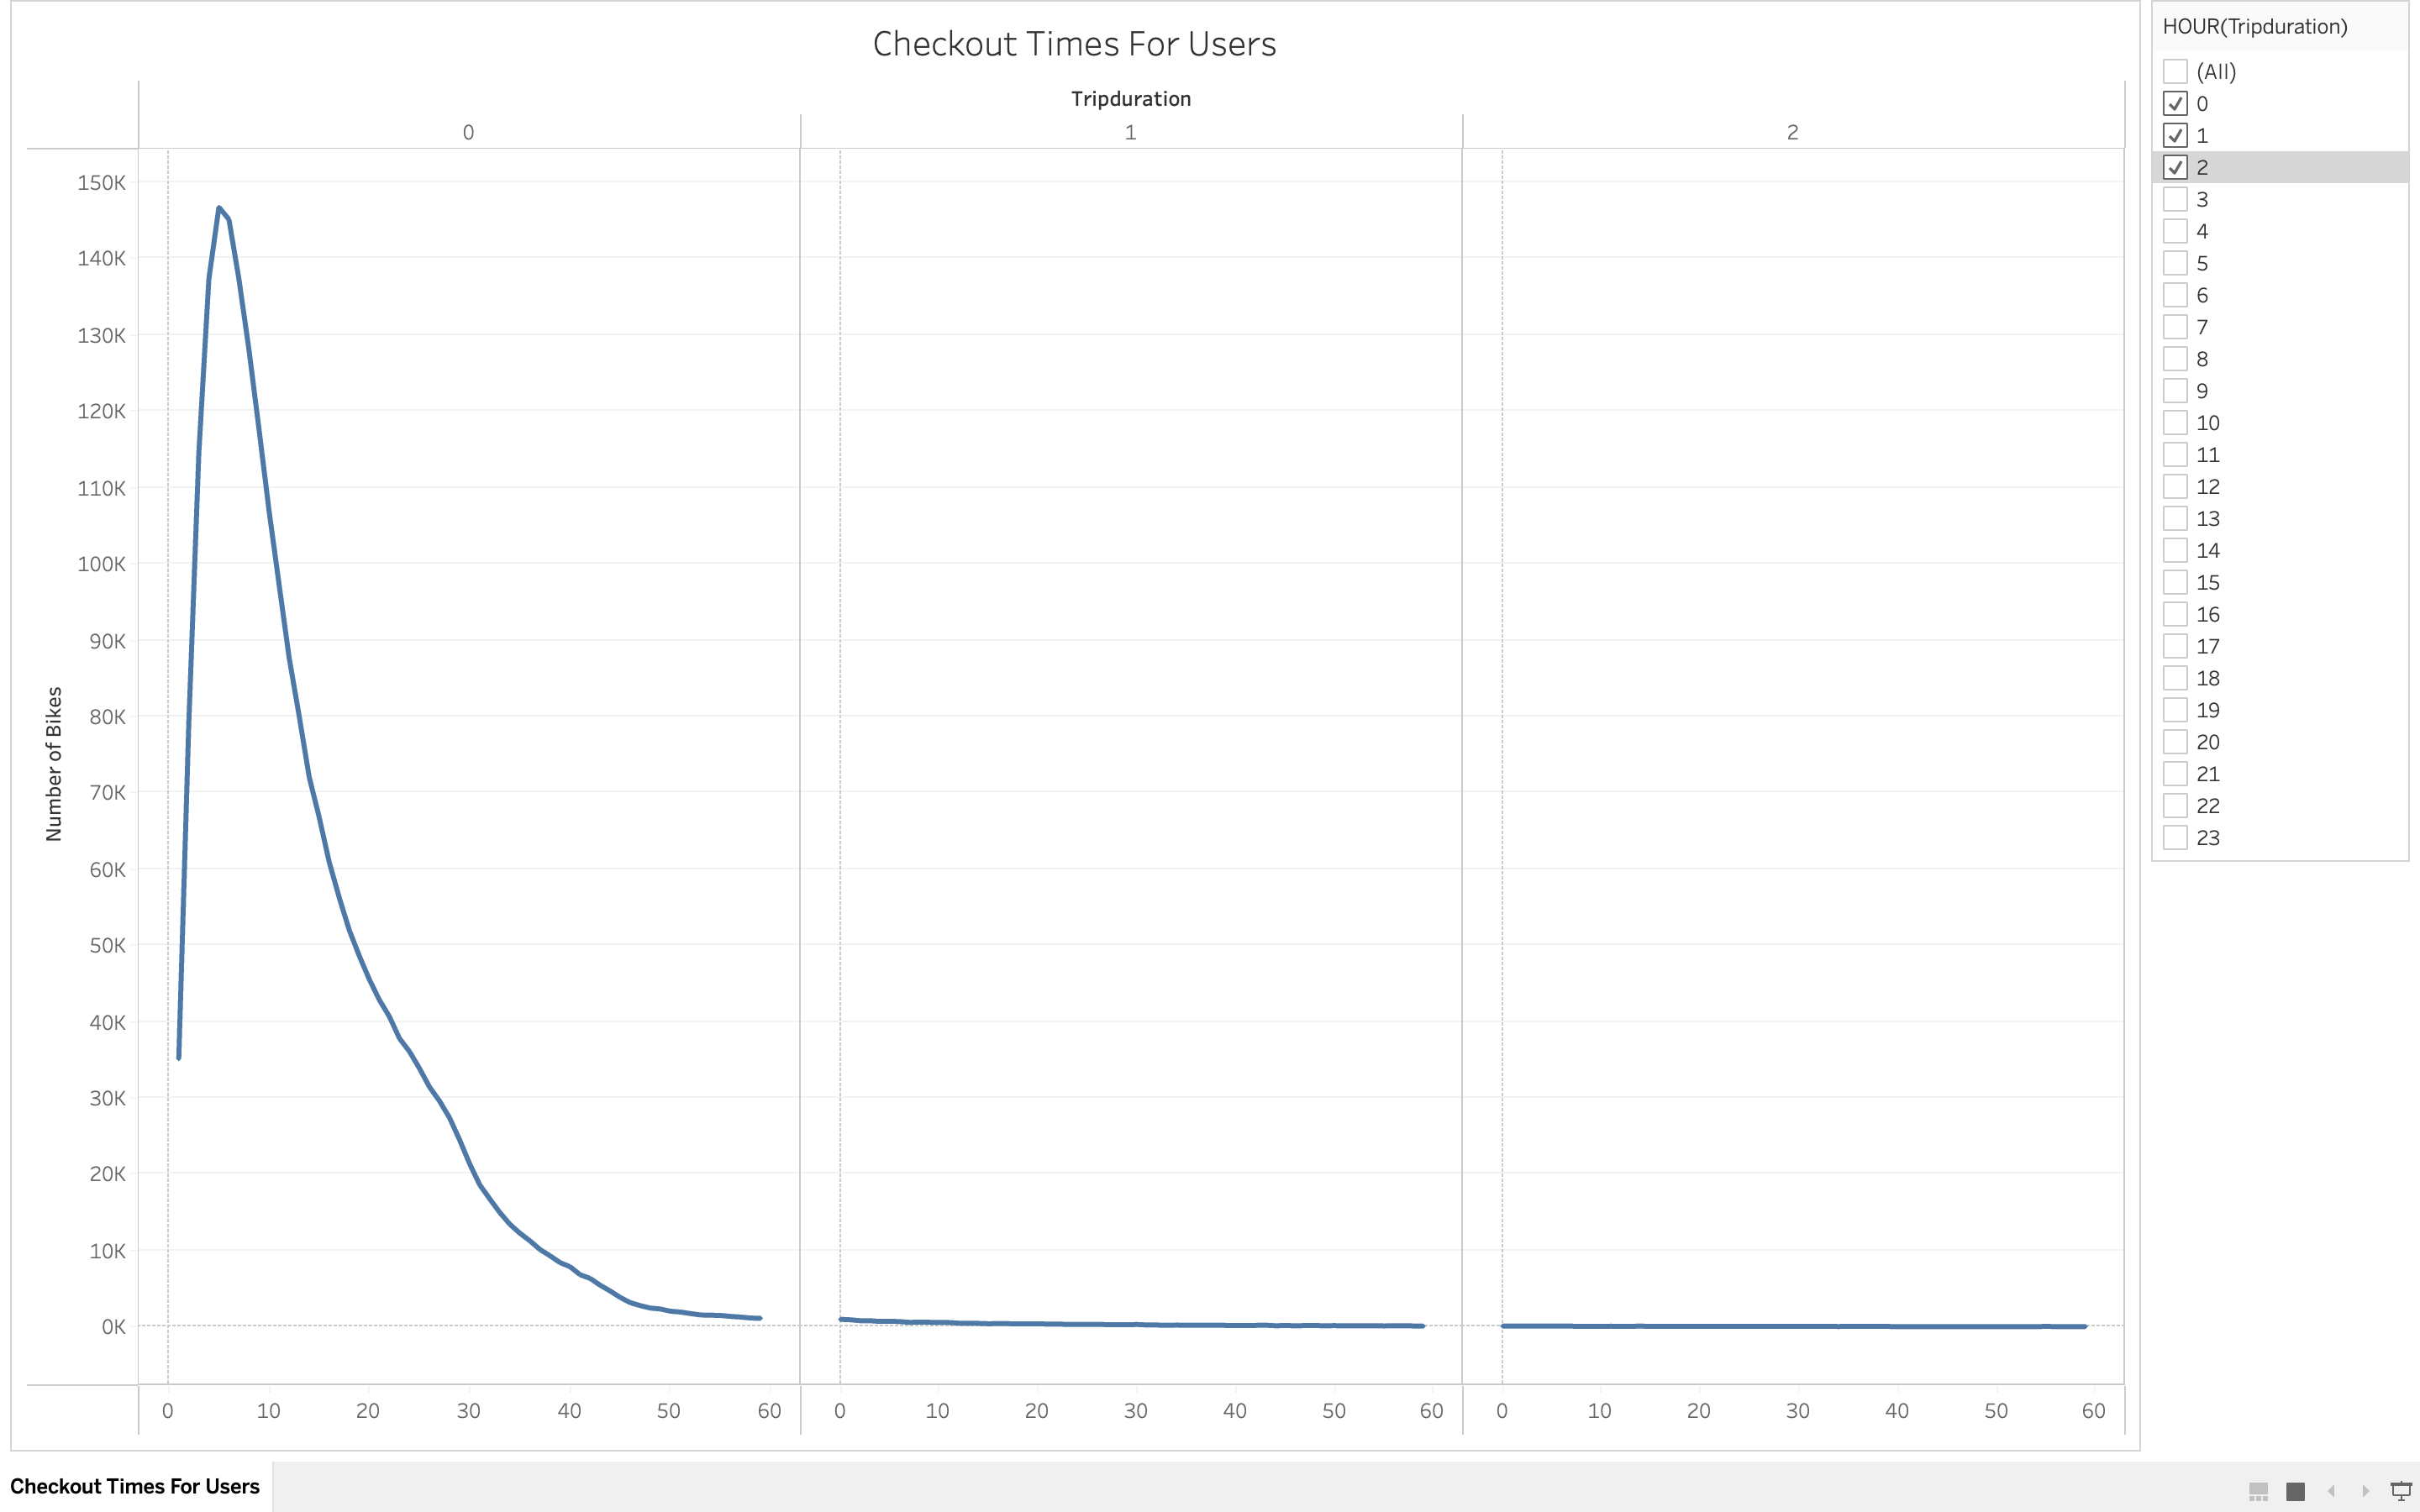 Checkout Times For Users
Tripduration
0 1 2
150K
140K
130K
120K
110K
100K
90K
80K
70K
60K
50K
40K
30K
20K
10K
0K
Number of Bikes
0 10 20 30 40 50 60 0 10 20 30 40 50 60 0 10 20 30 40 50 60
HOUR(Tripduration)
(All)
0
1
2
3
4
5
6
7
8
9
10
11
12
13
14
15
16
17
18
19
20
21
22
23
Checkout Times For Users